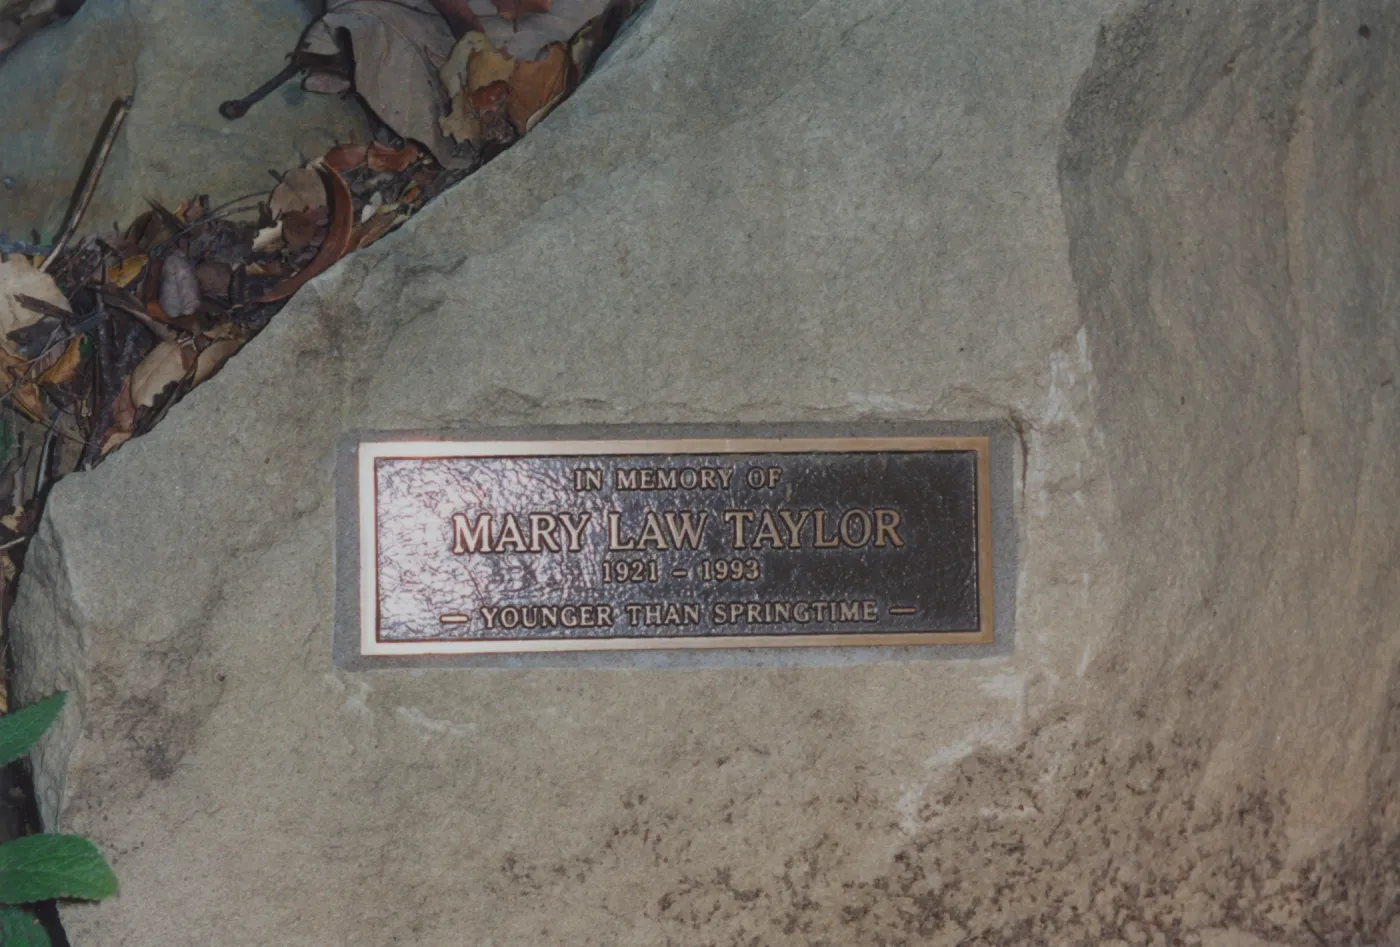 IN MEMORY OF
MARY LAW TAYLOR
1921 – 1993
— YOUNGER THAN SPRINGTIME —